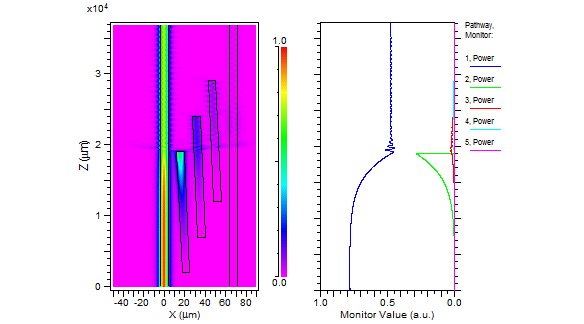 x10⁴
3
2
1
0
Z (µm)
-40 -20 0 20 40 60 80
X (µm)
1.0
0.0
1.0 0.5 0.0
Monitor Value (a.u.)
Pathway,
Monitor:
1, Power
2, Power
3, Power
4, Power
5, Power